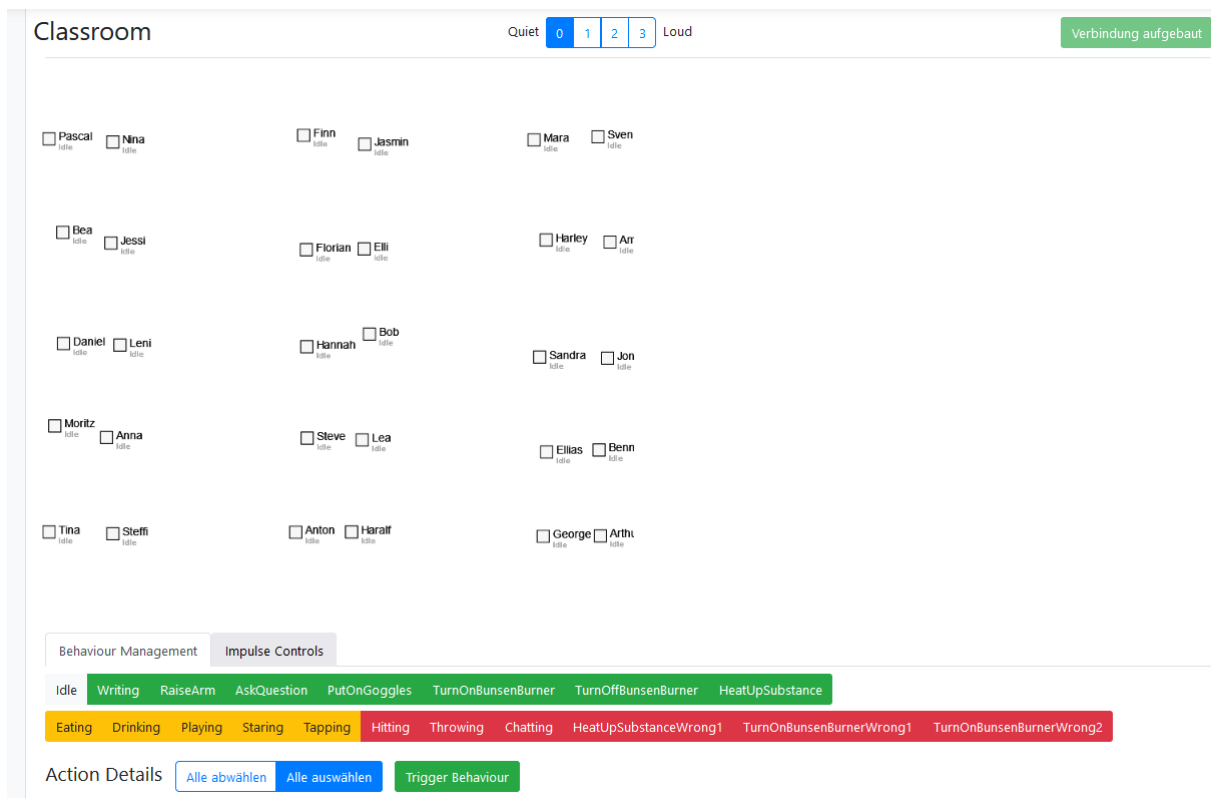 Classroom Quiet 0 1 2 3 Loud Verbindung aufgebaut
Pascal Nina Finn Jasmin Mara Sven
Idle Idle Idle Idle Idle Idle
Bea Jessi Florian Elli Harley Am
Idle Idle Idle Idle Idle Idle
Daniel Leni Hannah Bob Sandra Jon
Idle Idle Idle Idle Idle Idle
Moritz Anna Steve Lea Ellias Benn
Idle Idle Idle Idle Idle Idle
Tina Steffi Anton Haralf George Arthu
Idle Idle Idle Idle Idle Idle
Behaviour Management Impulse Controls
Idle Writing RaiseArm AskQuestion PutOnGoggles TurnOnBunsenBurner TurnOffBunsenBurner HeatUpSubstance
Eating Drinking Playing Staring Tapping Hitting Throwing Chatting HeatUpSubstanceWrong1 TurnOnBunsenBurnerWrong1 TurnOnBunsenBurnerWrong2
Action Details Alle abwählen Alle auswählen Trigger Behaviour